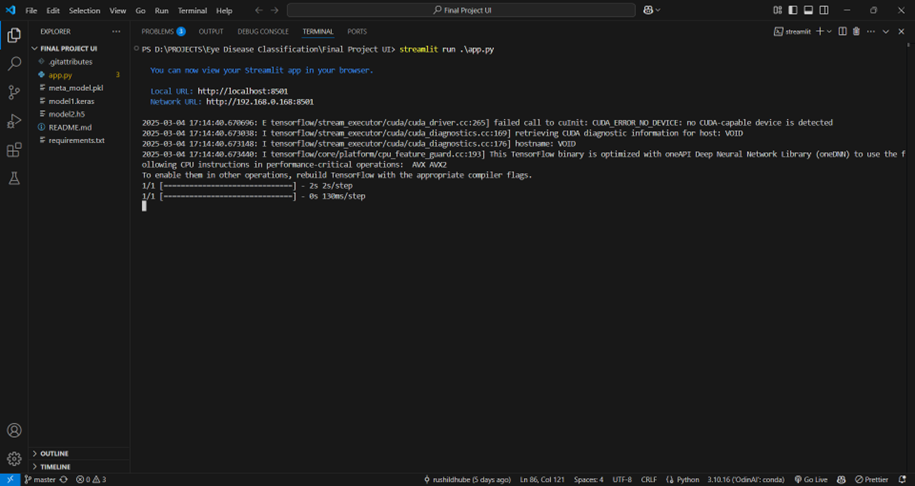 File Edit Selection View Go Run Terminal Help
Final Project UI
EXPLORER
FINAL PROJECT UI
.gitattributes
app.py 3
meta_model.pkl
model1.keras
model2.h5
README.md
requirements.txt
OUTLINE
TIMELINE
PROBLEMS 3 OUTPUT DEBUG CONSOLE TERMINAL PORTS
streamlit
PS D:\PROJECTS\Eye Disease Classification\Final Project UI> streamlit run .\app.py
You can now view your Streamlit app in your browser.
Local URL: http://localhost:8501
Network URL: http://192.168.0.168:8501
2025-03-04 17:14:40.670696: E tensorflow/stream_executor/cuda/cuda_driver.cc:265] failed call to cuInit: CUDA_ERROR_NO_DEVICE: no CUDA-capable device is detected
2025-03-04 17:14:40.673038: I tensorflow/stream_executor/cuda/cuda_diagnostics.cc:169] retrieving CUDA diagnostic information for host: VOID
2025-03-04 17:14:40.673148: I tensorflow/stream_executor/cuda/cuda_diagnostics.cc:176] hostname: VOID
2025-03-04 17:14:40.673440: I tensorflow/core/platform/cpu_feature_guard.cc:193] This TensorFlow binary is optimized with oneAPI Deep Neural Network Library (oneDNN) to use the f
ollowing CPU instructions in performance-critical operations:  AVX AVX2
To enable them in other operations, rebuild TensorFlow with the appropriate compiler flags.
1/1 [==============================] - 2s 2s/step
1/1 [==============================] - 0s 130ms/step
master 0 3 rushildhube (5 days ago) Ln 86, Col 121 Spaces: 4 UTF-8 CRLF Python 3.10.16 ('OdinAI': conda) Go Live Prettier